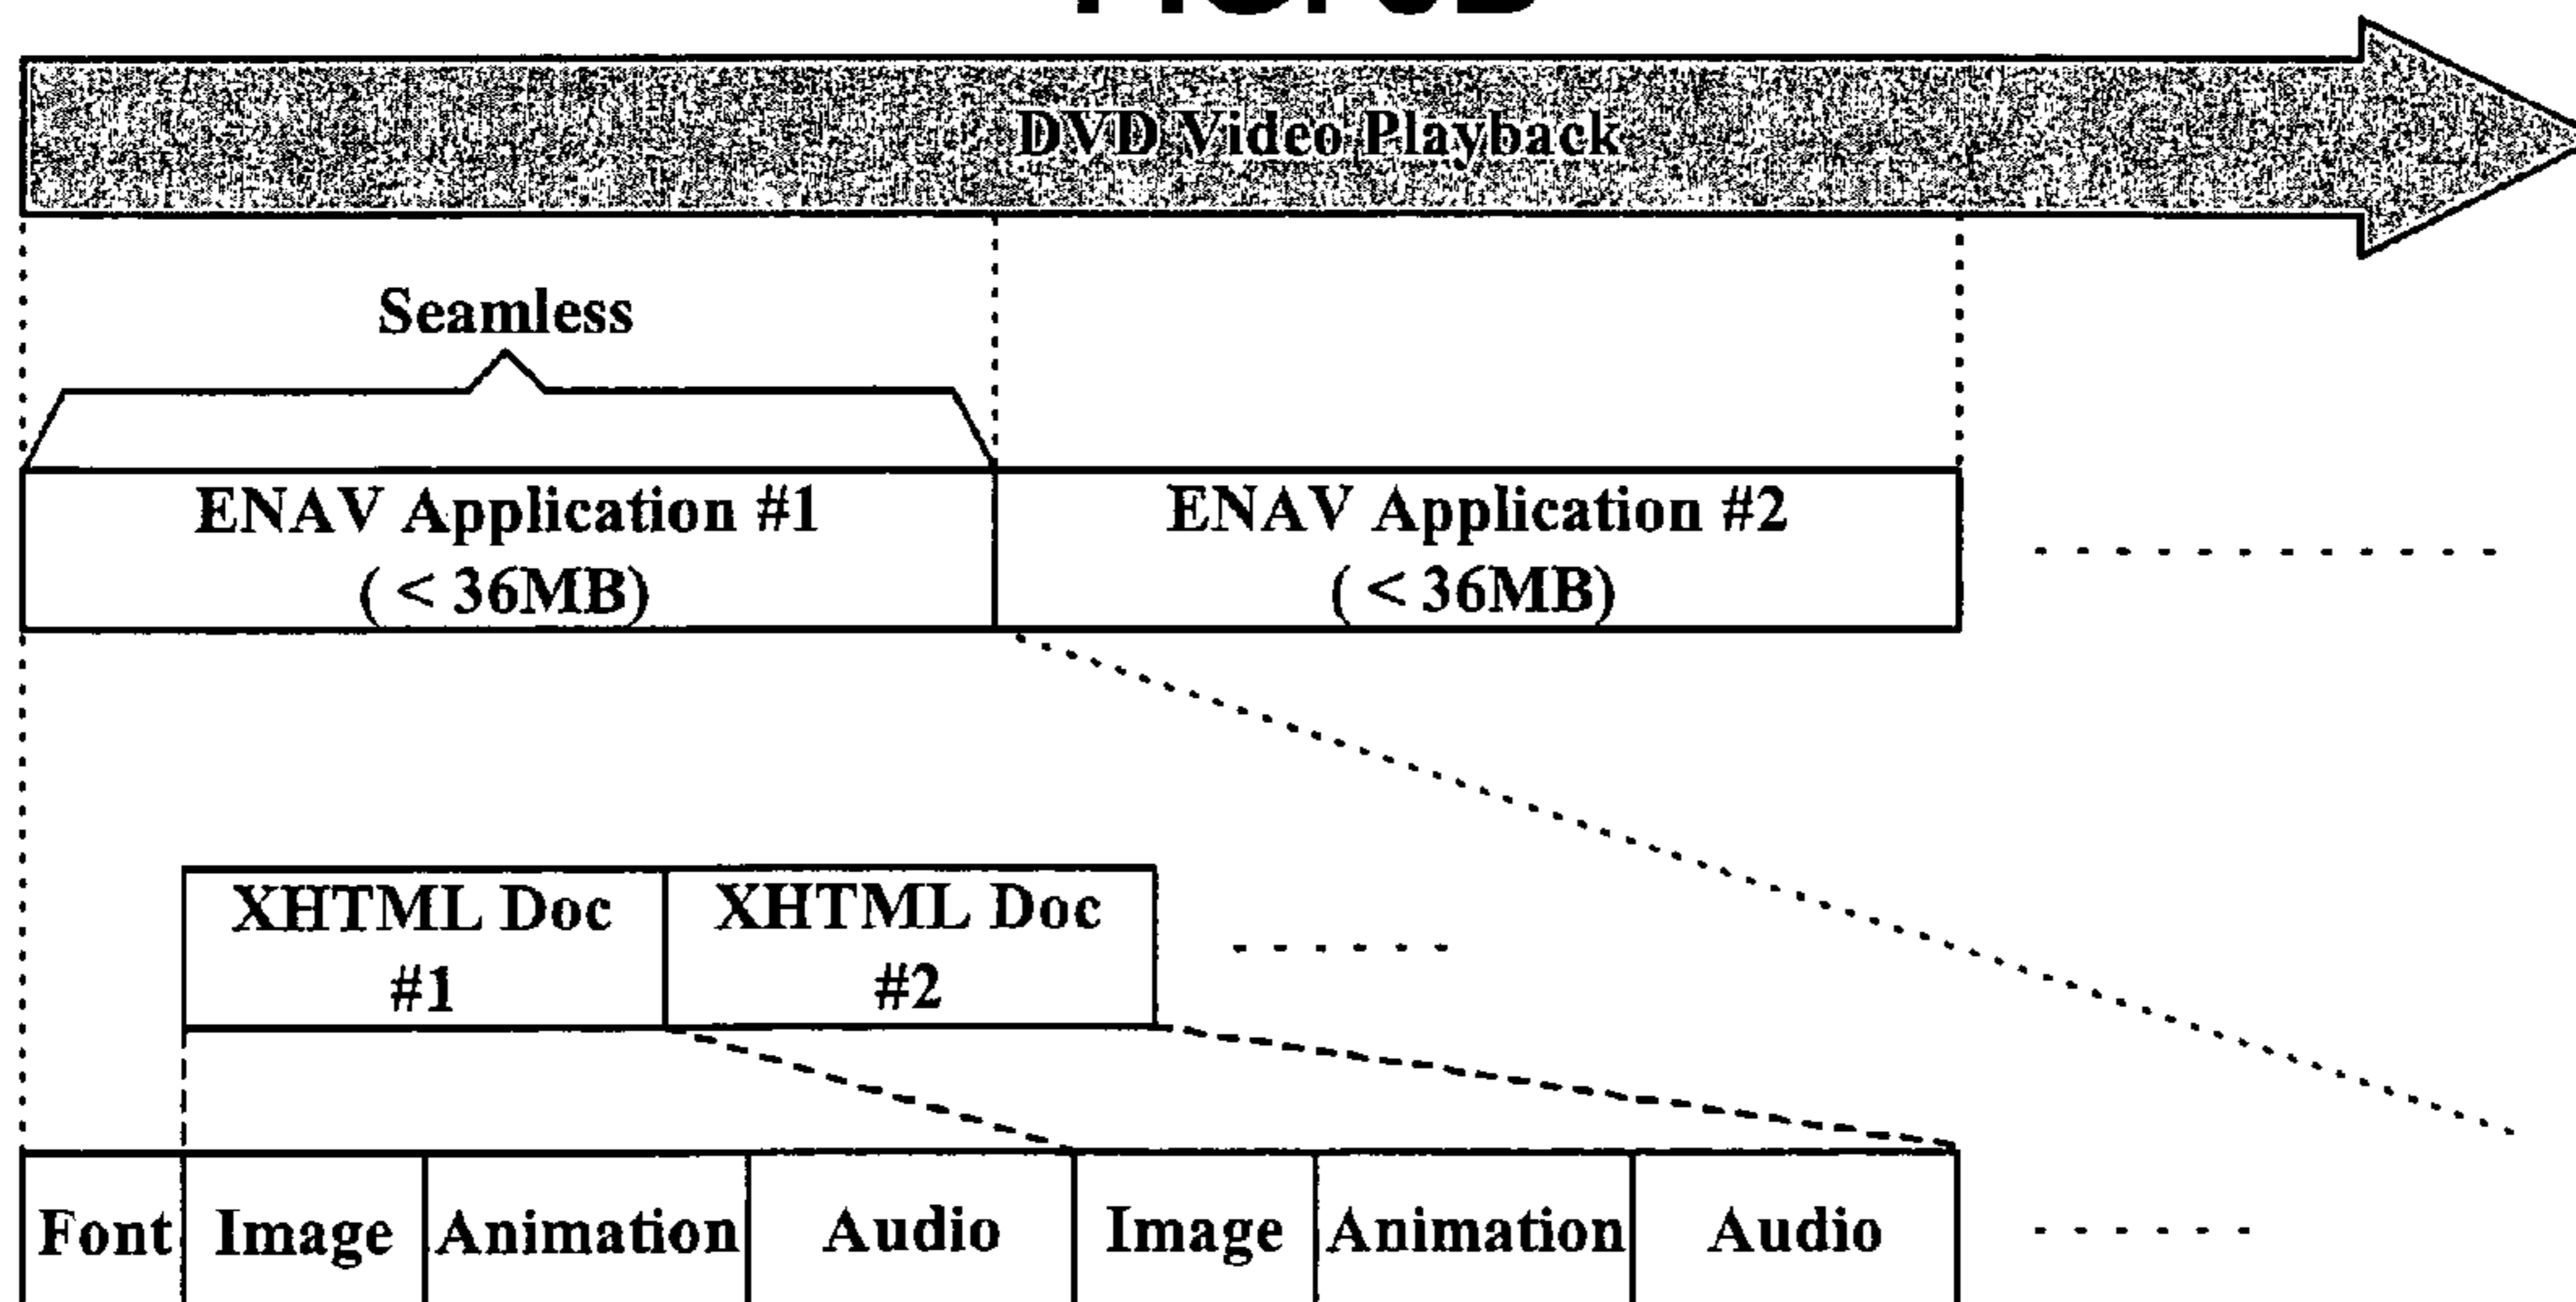 DVD Video Playback
Seamless
ENAV Application #1
( < 36MB)
ENAV Application #2
( < 36MB)
XHTML Doc
#1
XHTML Doc
#2
Font
Image
Animation
Audio
Image
Animation
Audio